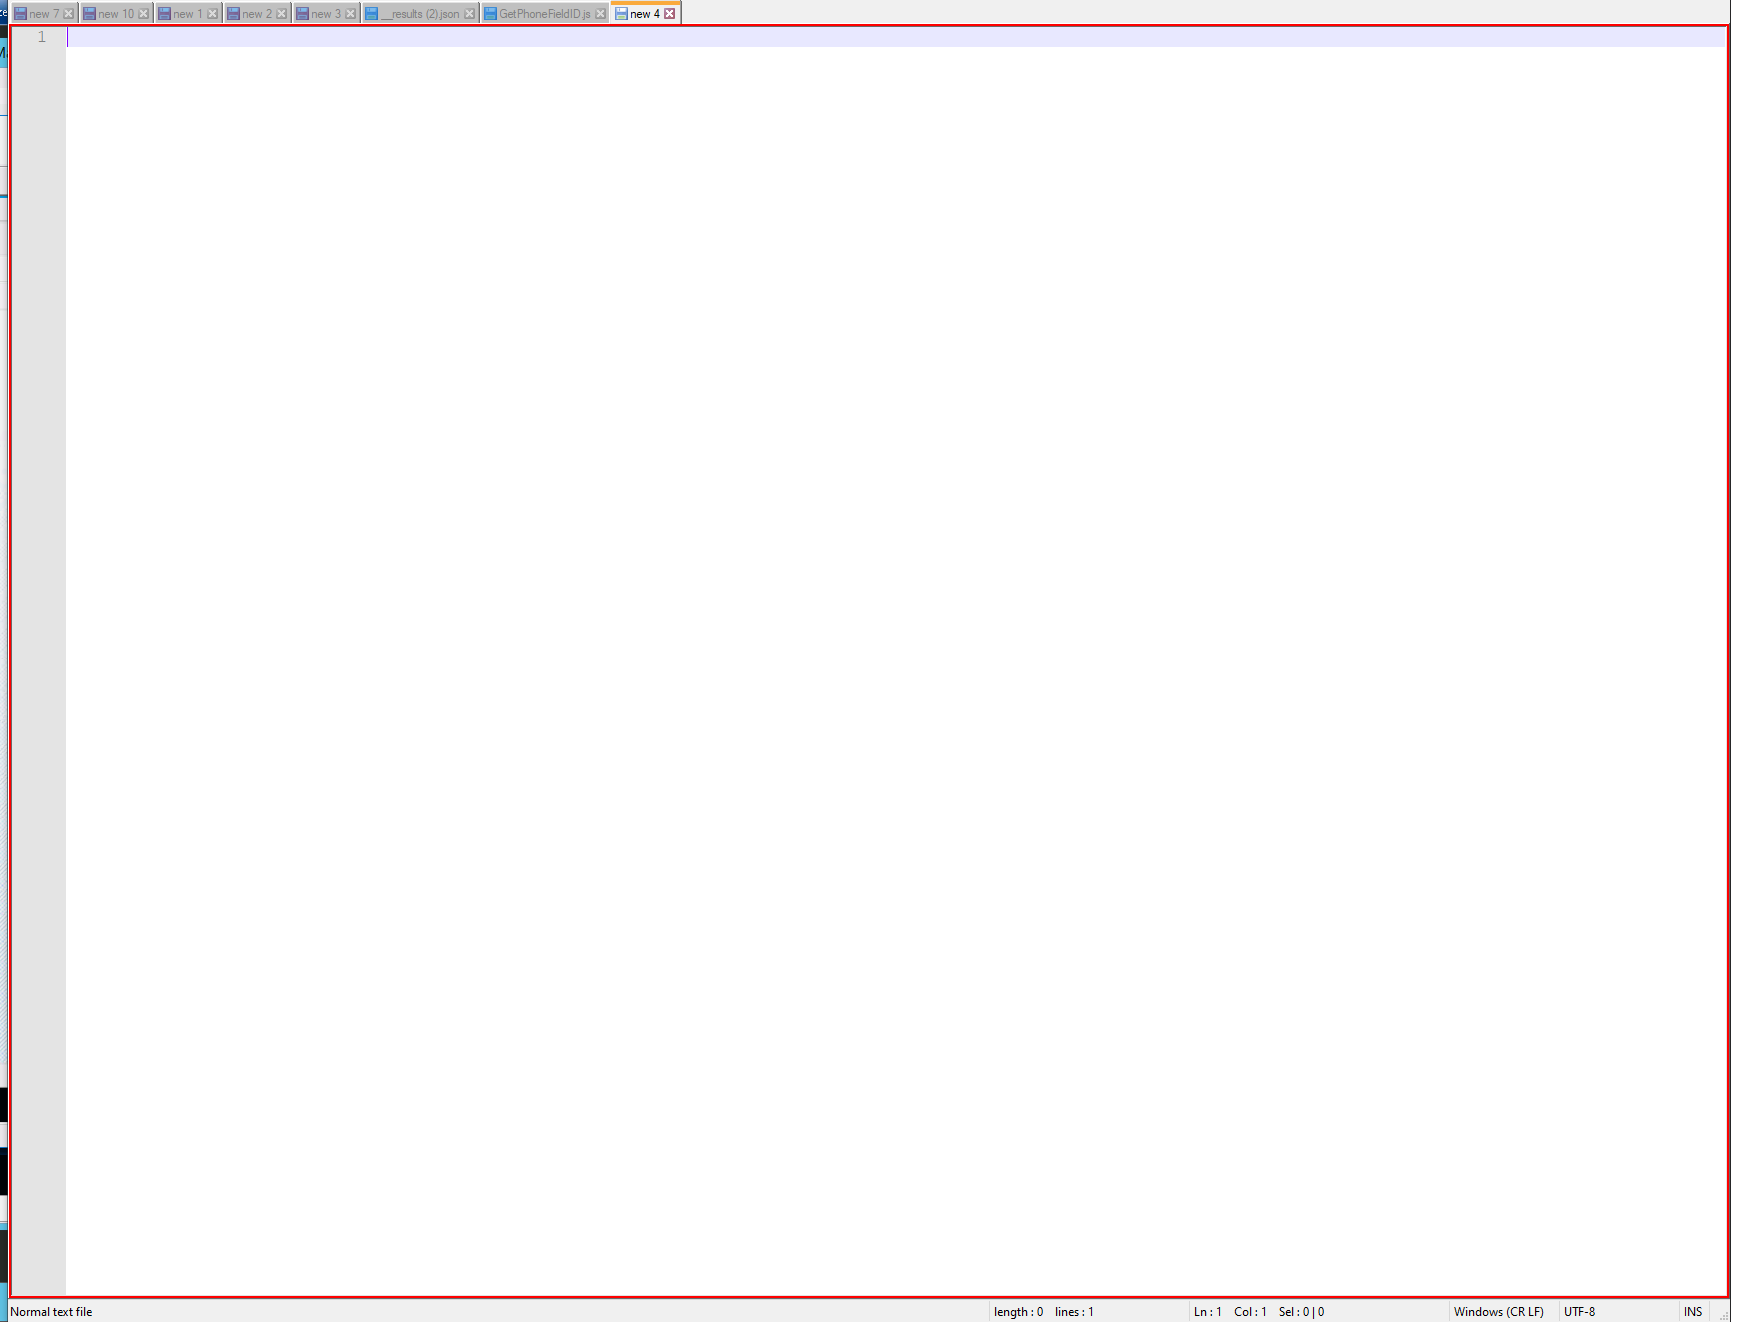 new 7 new 10 new 1 new 2 new 3 __results (2).json GetPhoneFieldID.js new 4
1
Normal text file length : 0 lines : 1 Ln : 1 Col : 1 Sel : 0 | 0 Windows (CR LF) UTF-8 INS